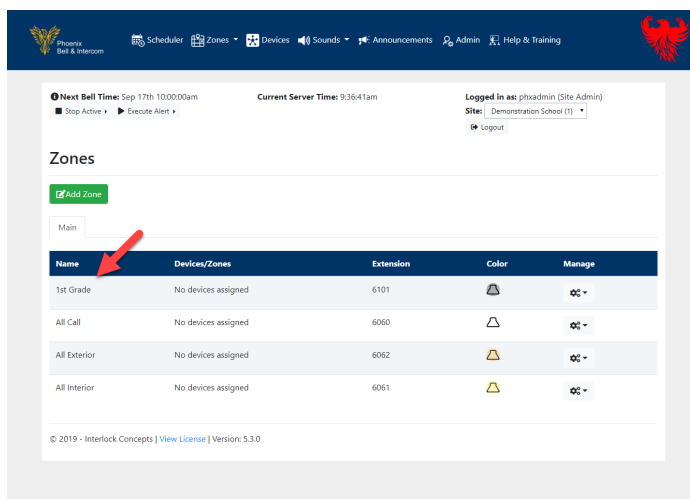 Phoenix
Bell & Intercom
Scheduler Zones Devices Sounds Announcements Admin Help & Training
Next Bell Time: Sep 17th 10:00:00am Current Server Time: 9:36:41am Logged in as: phxadmin (Site Admin)
Stop Active Execute Alert Site: Demonstration School (1)
Logout
Zones
Add Zone
Main
Name Devices/Zones Extension Color Manage
1st Grade No devices assigned 6101
All Call No devices assigned 6060
All Exterior No devices assigned 6062
All Interior No devices assigned 6061
© 2019 - Interlock Concepts | View License | Version: 5.3.0